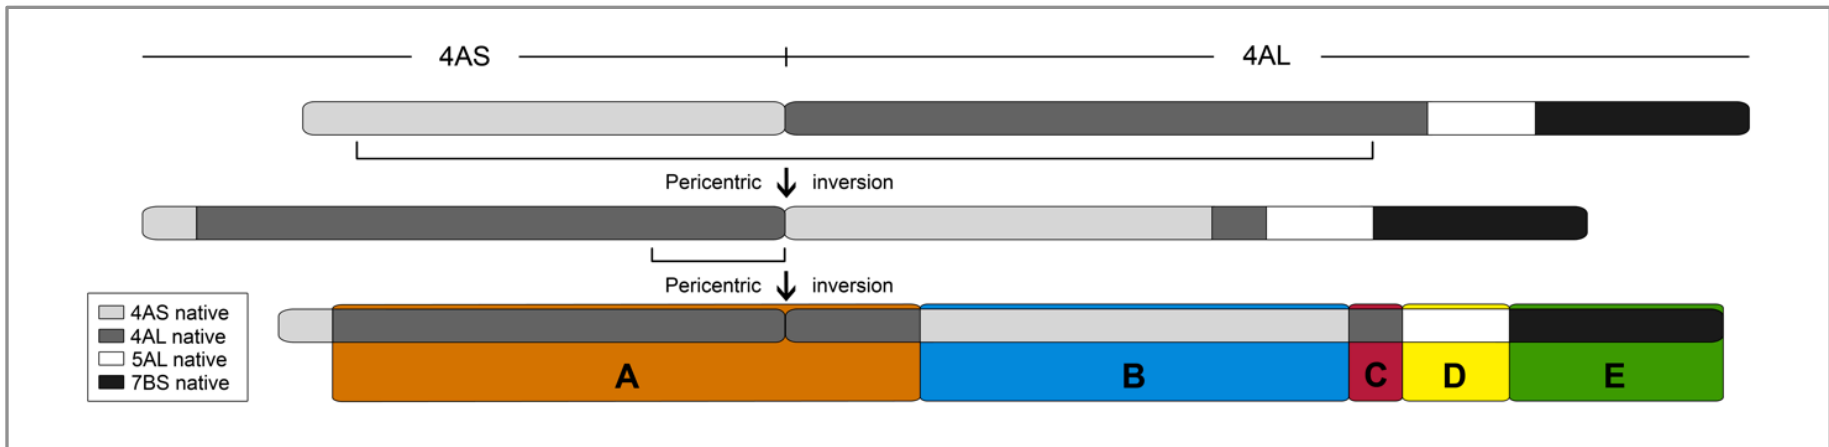 4AS 4AL
Pericentric inversion
Pericentric inversion
4AS native
4AL native
5AL native
7BS native
A B C D E